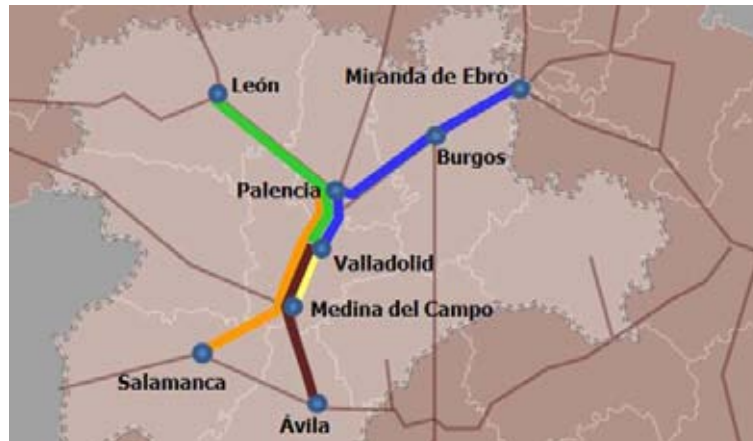 León
Miranda de Ebro
Burgos
Palencia
Valladolid
Medina del Campo
Salamanca
Ávila